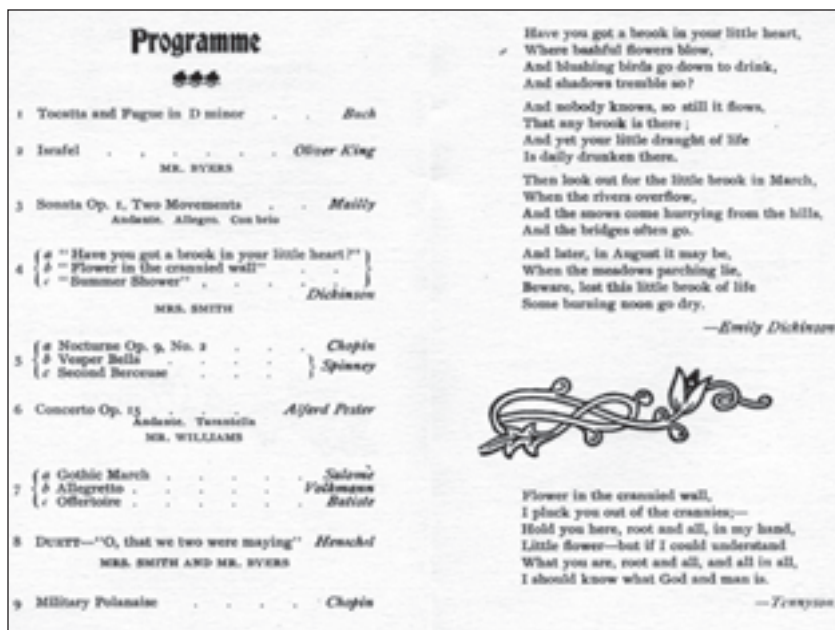 Programme
1 Tocatta and Fugue in D minor . . Bach
2 Israfel . . . . . . Oliver King
MR. BYERS
3 Sonata Op. 1, Two Movements . . Mailly
Andante. Allegro. Con brio
4 { a "Have you got a brook in your little heart?"
b "Flower in the crannied wall" . . .
c "Summer Shower" . . . . . }
Dickinson
MRS. SMITH
5 { a Nocturne Op. 9, No. 2 . . . Chopin
b Vesper Bells . . . . } Spinney
c Second Berceuse . . . .
6 Concerto Op. 15 . . . Alfard Pester
Andante. Tarantella
MR. WILLIAMS
7 { a Gothic March . . . . . Salome
b Allegretto . . . . . Volkmann
c Offertoire . . . . . Batiste
8 DUETT—"O, that we two were maying" Henschel
MRS. SMITH AND MR. BYERS
9 Military Polanaise . . . . Chopin
Have you got a brook in your little heart,
Where bashful flowers blow,
And blushing birds go down to drink,
And shadows tremble so?
And nobody knows, so still it flows,
That any brook is there;
And yet your little draught of life
Is daily drunken there.
Then look out for the little brook in March,
When the rivers overflow,
And the snows come hurrying from the hills,
And the bridges often go.
And later, in August it may be,
When the meadows parching lie,
Beware, lest this little brook of life
Some burning noon go dry.
—Emily Dickinson
Flower in the crannied wall,
I pluck you out of the crannies;—
Hold you here, root and all, in my hand,
Little flower—but if I could understand
What you are, root and all, and all in all,
I should know what God and man is.
—Tennyson